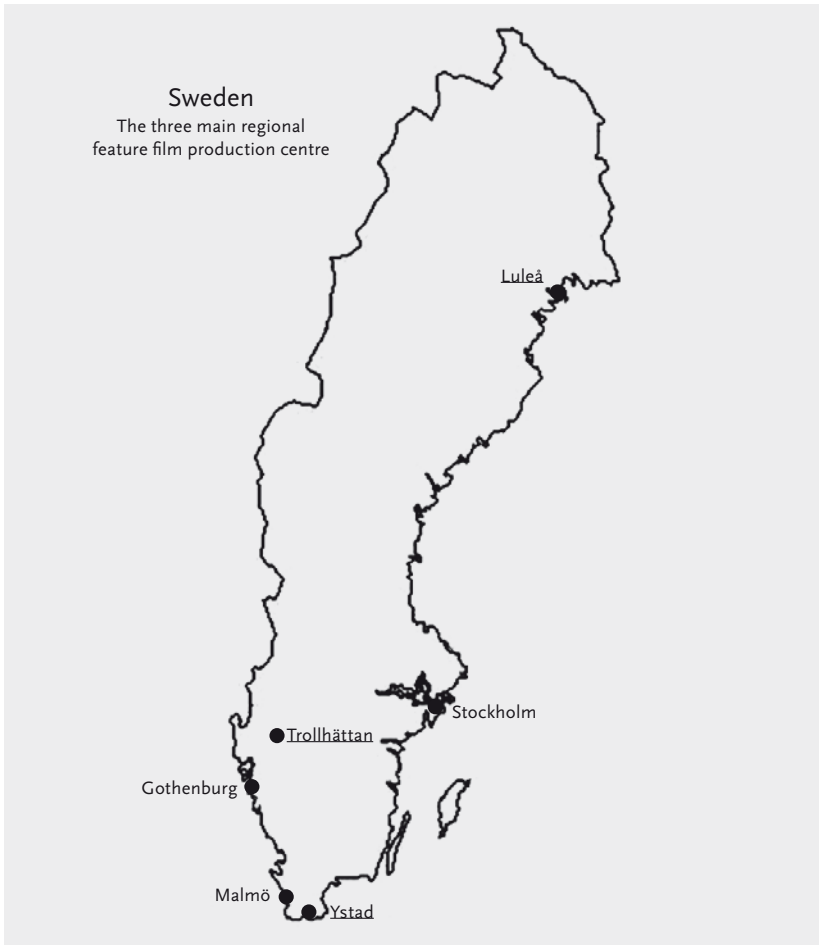 Sweden
The three main regional
feature film production centre
Luleå
Stockholm
Trollhättan
Gothenburg
Malmö
Ystad